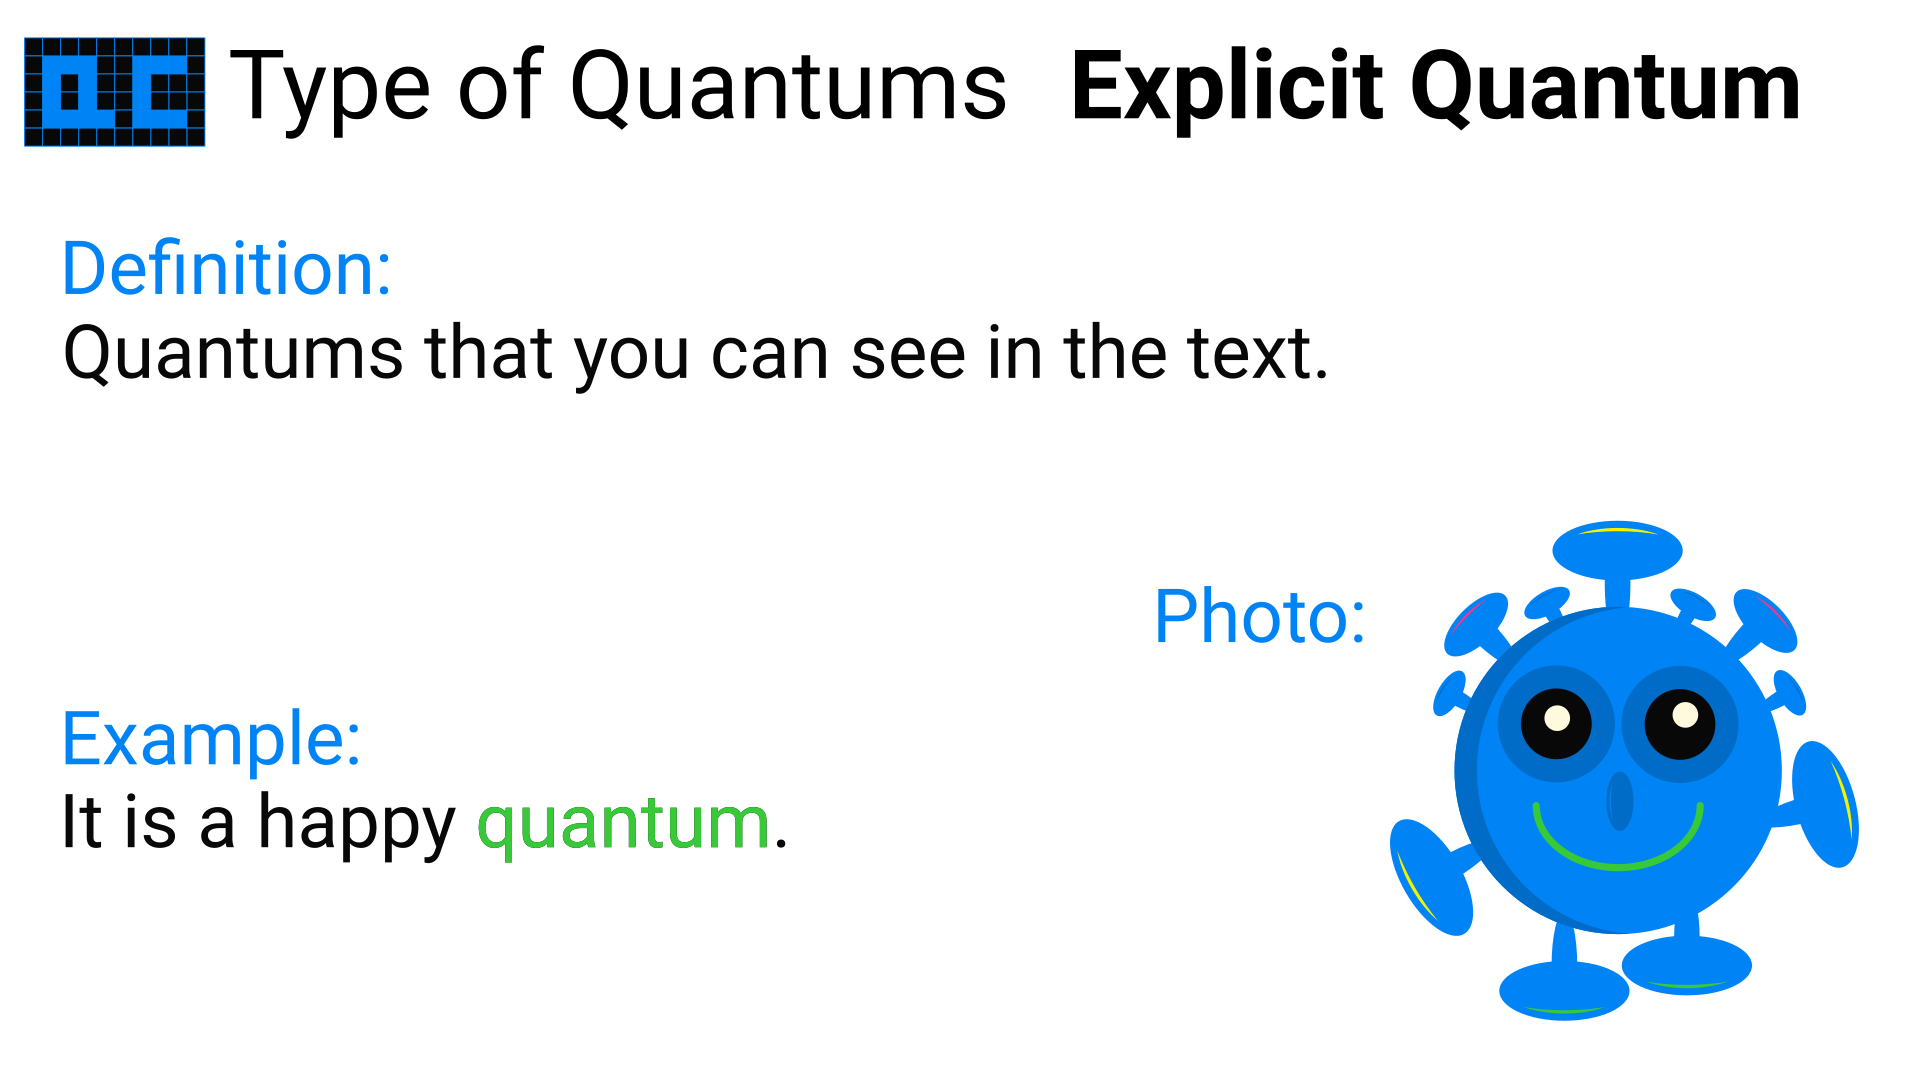 QC Type of Quantums Explicit Quantum
Definition:
Quantums that you can see in the text.
Photo:
Example:
It is a happy quantum.